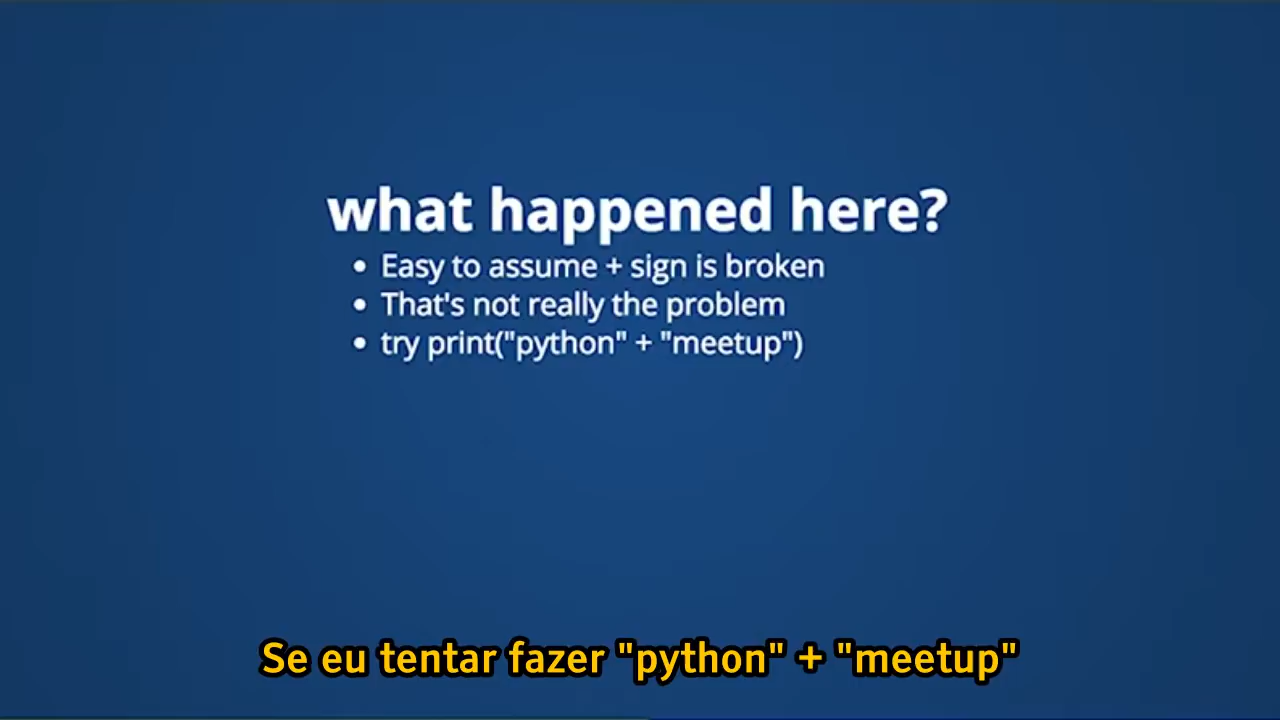 what happened here?
• Easy to assume + sign is broken
• That's not really the problem
• try print("python" + "meetup")
Se eu tentar fazer "python" + "meetup"